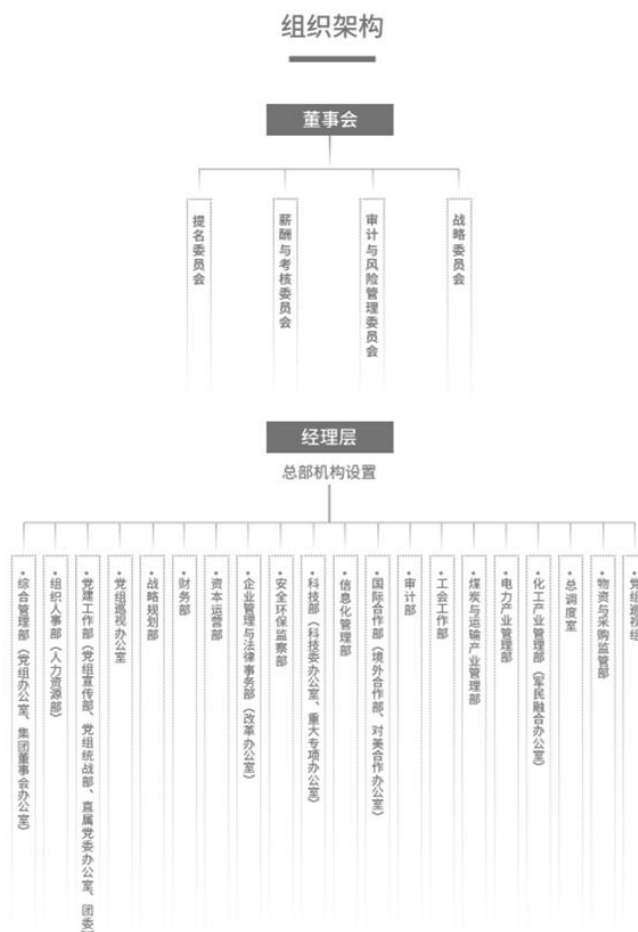 组织架构
董事会
提名委员会
薪酬与考核委员会
审计与风险管理委员会
战略委员会
经理层
总部机构设置
•综合管理部（党组办公室、集团董事会办公室）
•组织人事部（人力资源部）
•党建工作部（党组宣传部、党组统战部、直属党委办公室、团委
•党组巡视办公室
•战略规划部
•财务部
•资本运营部
•企业管理与法律事务部（改革办公室）
•安全环保监察部
•科技部（科技委办公室、重大专项办公室）
•信息化管理部
•国际合作部（境外合作部、对美合作办公室）
•审计部
•工会工作部
•煤炭与运输产业管理部
•电力产业管理部
•化工产业管理部（军民融合办公室）
•总调度室
•物资与采购监管部
•党组巡视组